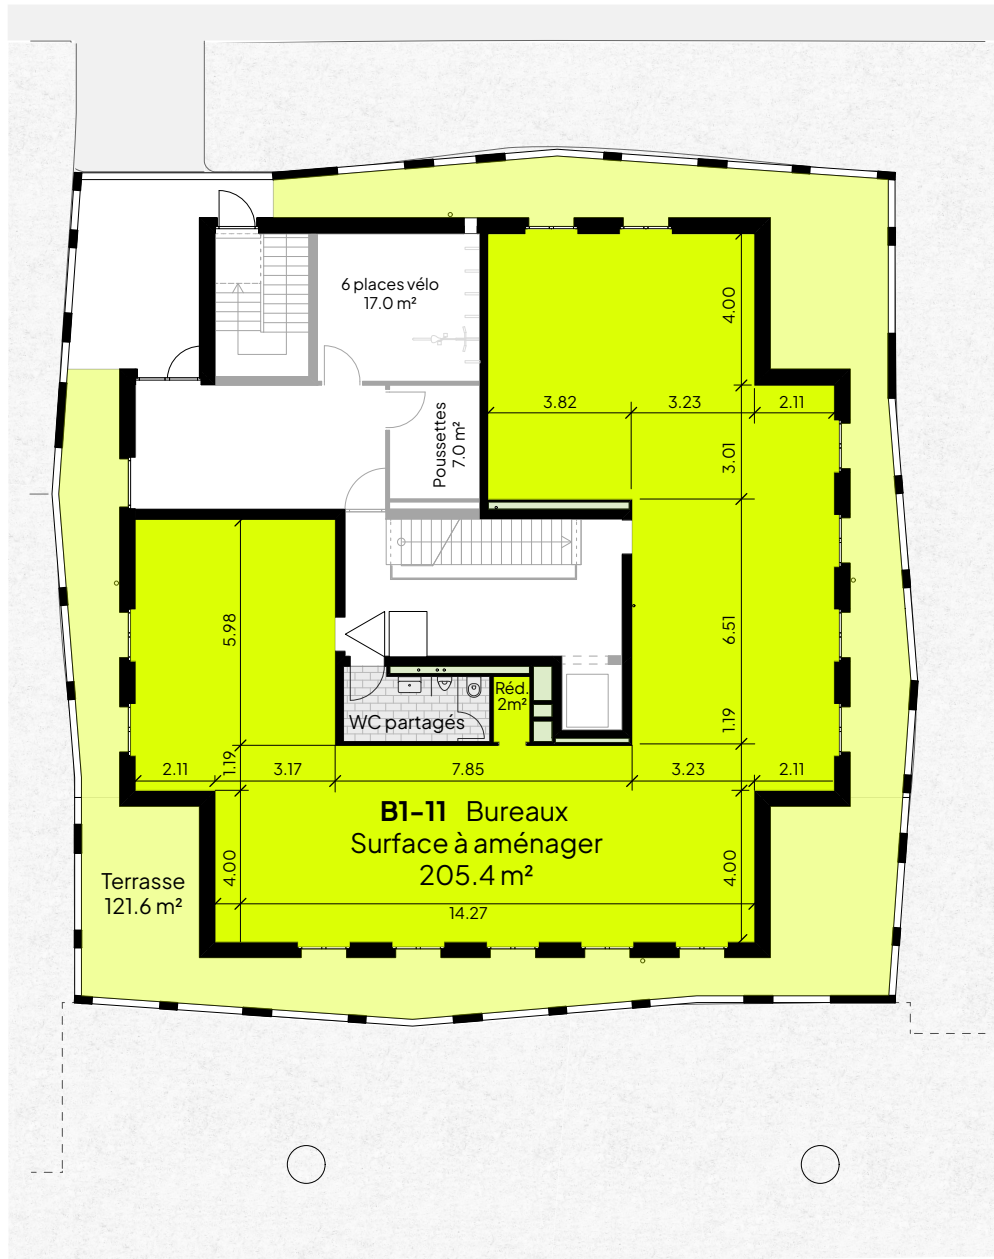 6 places vélo
17.0 m²
4.00
3.82
3.23
2.11
Poussettes
7.0 m²
3.01
5.98
6.51
Réd.
2m²
WC partagés
1.19
1.19
2.11
3.17
7.85
3.23
2.11
B1-11 Bureaux
Surface à aménager
205.4 m²
4.00
4.00
Terrasse
121.6 m²
14.27